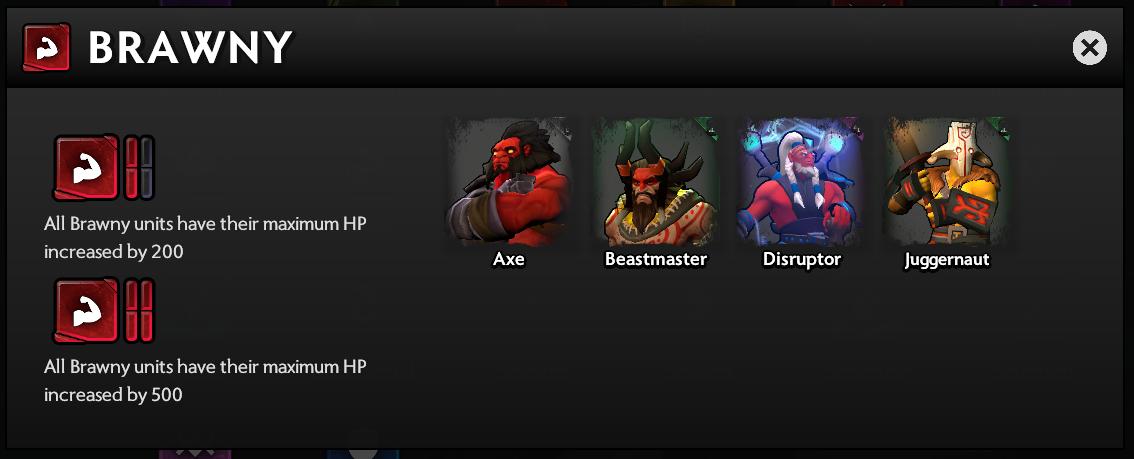 BRAWNY
All Brawny units have their maximum HP
increased by 200
All Brawny units have their maximum HP
increased by 500
Axe
Beastmaster
Disruptor
Juggernaut